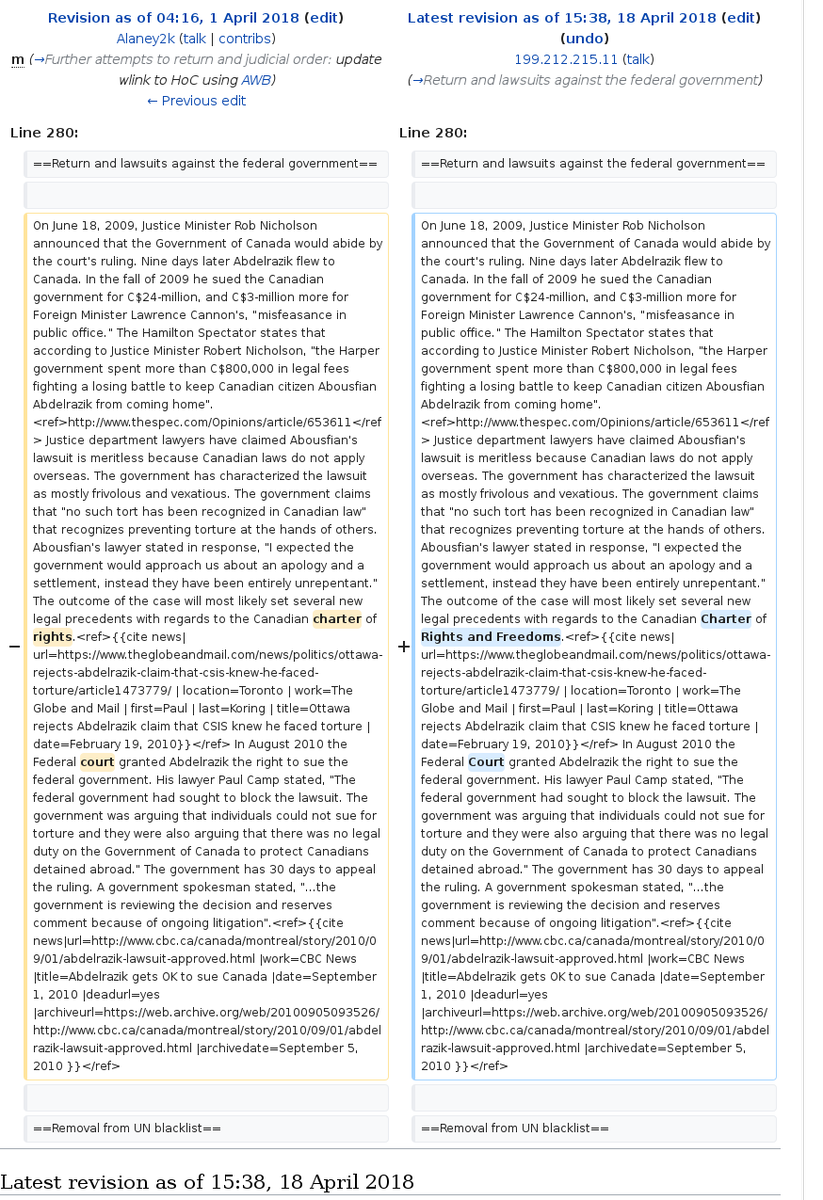 Revision as of 04:16, 1 April 2018 (edit)
Alaney2k (talk | contribs)
m (→Further attempts to return and judicial order: update
wlink to HoC using AWB)
← Previous edit
Latest revision as of 15:38, 18 April 2018 (edit)
(undo)
199.212.215.11 (talk)
(→Return and lawsuits against the federal government)
Line 280:
Line 280:
==Return and lawsuits against the federal government==
==Return and lawsuits against the federal government==
−
On June 18, 2009, Justice Minister Rob Nicholson
announced that the Government of Canada would abide by
the court's ruling. Nine days later Abdelrazik flew to
Canada. In the fall of 2009 he sued the Canadian
government for C$24-million, and C$3-million more for
Foreign Minister Lawrence Cannon's, "misfeasance in
public office." The Hamilton Spectator states that
according to Justice Minister Robert Nicholson, "the Harper
government spent more than C$800,000 in legal fees
fighting a losing battle to keep Canadian citizen Abousfian
Abdelrazik from coming home".
<ref>http://www.thespec.com/Opinions/article/653611</ref
> Justice department lawyers have claimed Abousfian's
lawsuit is meritless because Canadian laws do not apply
overseas. The government has characterized the lawsuit
as mostly frivolous and vexatious. The government claims
that "no such tort has been recognized in Canadian law"
that recognizes preventing torture at the hands of others.
Abousfian's lawyer stated in response, "I expected the
government would approach us about an apology and a
settlement, instead they have been entirely unrepentant."
The outcome of the case will most likely set several new
legal precedents with regards to the Canadian charter of
rights.<ref>{{cite news|
url=https://www.theglobeandmail.com/news/politics/ottawa-
rejects-abdelrazik-claim-that-csis-knew-he-faced-
torture/article1473779/ | location=Toronto | work=The
Globe and Mail | first=Paul | last=Koring | title=Ottawa
rejects Abdelrazik claim that CSIS knew he faced torture |
date=February 19, 2010}}</ref> In August 2010 the
Federal court granted Abdelrazik the right to sue the
federal government. His lawyer Paul Camp stated, "The
federal government had sought to block the lawsuit. The
government was arguing that individuals could not sue for
torture and they were also arguing that there was no legal
duty on the Government of Canada to protect Canadians
detained abroad." The government has 30 days to appeal
the ruling. A government spokesman stated, "...the
government is reviewing the decision and reserves
comment because of ongoing litigation".<ref>{{cite
news|url=http://www.cbc.ca/canada/montreal/story/2010/0
9/01/abdelrazik-lawsuit-approved.html |work=CBC News
|title=Abdelrazik gets OK to sue Canada |date=September
1, 2010 |deadurl=yes
|archiveurl=https://web.archive.org/web/20100905093526/
http://www.cbc.ca/canada/montreal/story/2010/09/01/abdel
razik-lawsuit-approved.html |archivedate=September 5,
2010 }}</ref>
+
On June 18, 2009, Justice Minister Rob Nicholson
announced that the Government of Canada would abide by
the court's ruling. Nine days later Abdelrazik flew to
Canada. In the fall of 2009 he sued the Canadian
government for C$24-million, and C$3-million more for
Foreign Minister Lawrence Cannon's, "misfeasance in
public office." The Hamilton Spectator states that
according to Justice Minister Robert Nicholson, "the Harper
government spent more than C$800,000 in legal fees
fighting a losing battle to keep Canadian citizen Abousfian
Abdelrazik from coming home".
<ref>http://www.thespec.com/Opinions/article/653611</ref
> Justice department lawyers have claimed Abousfian's
lawsuit is meritless because Canadian laws do not apply
overseas. The government has characterized the lawsuit
as mostly frivolous and vexatious. The government claims
that "no such tort has been recognized in Canadian law"
that recognizes preventing torture at the hands of others.
Abousfian's lawyer stated in response, "I expected the
government would approach us about an apology and a
settlement, instead they have been entirely unrepentant."
The outcome of the case will most likely set several new
legal precedents with regards to the Canadian Charter of
Rights and Freedoms.<ref>{{cite news|
url=https://www.theglobeandmail.com/news/politics/ottawa-
rejects-abdelrazik-claim-that-csis-knew-he-faced-
torture/article1473779/ | location=Toronto | work=The
Globe and Mail | first=Paul | last=Koring | title=Ottawa
rejects Abdelrazik claim that CSIS knew he faced torture |
date=February 19, 2010}}</ref> In August 2010 the
Federal Court granted Abdelrazik the right to sue the
federal government. His lawyer Paul Camp stated, "The
federal government had sought to block the lawsuit. The
government was arguing that individuals could not sue for
torture and they were also arguing that there was no legal
duty on the Government of Canada to protect Canadians
detained abroad." The government has 30 days to appeal
the ruling. A government spokesman stated, "...the
government is reviewing the decision and reserves
comment because of ongoing litigation".<ref>{{cite
news|url=http://www.cbc.ca/canada/montreal/story/2010/0
9/01/abdelrazik-lawsuit-approved.html |work=CBC News
|title=Abdelrazik gets OK to sue Canada |date=September
1, 2010 |deadurl=yes
|archiveurl=https://web.archive.org/web/20100905093526/
http://www.cbc.ca/canada/montreal/story/2010/09/01/abdel
razik-lawsuit-approved.html |archivedate=September 5,
2010 }}</ref>
==Removal from UN blacklist==
==Removal from UN blacklist==
Latest revision as of 15:38, 18 April 2018